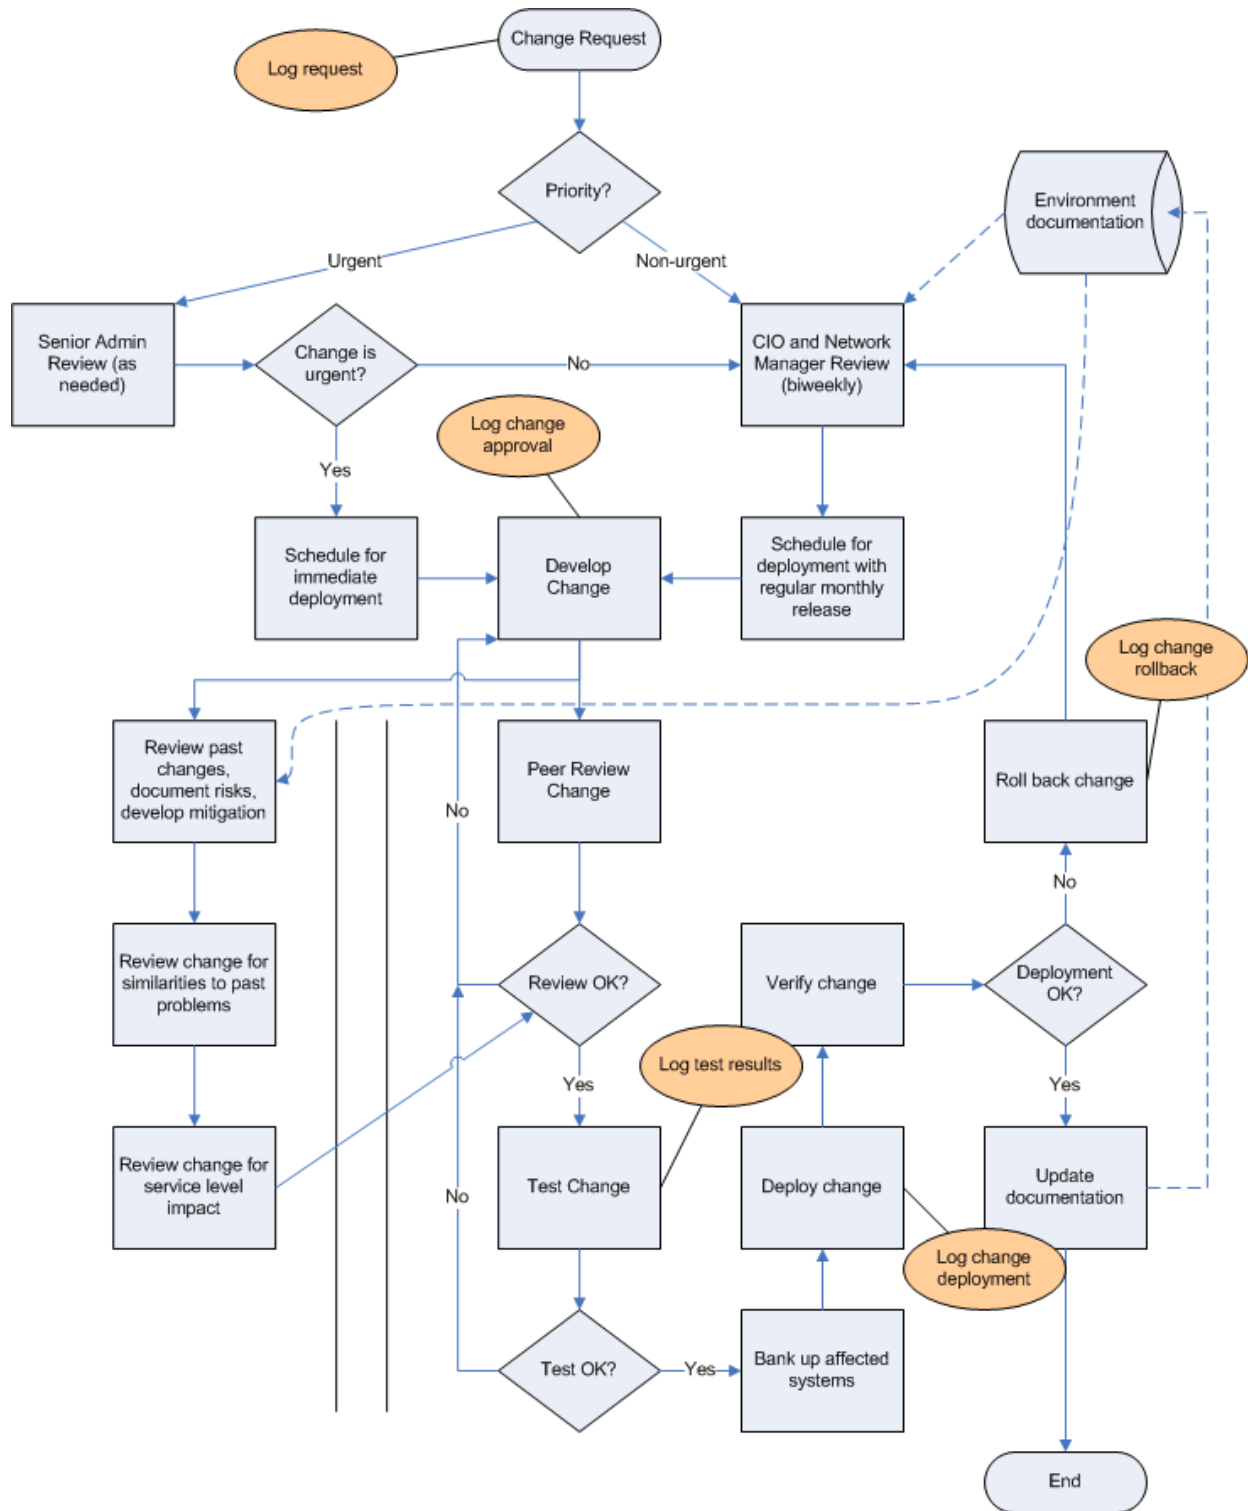 Change Request
Log request
Priority?
Environment
documentation
Urgent
Non-urgent
Senior Admin
Review (as
needed)
Change is
urgent?
No
CIO and Network
Manager Review
(biweekly)
Log change
approval
Yes
Schedule for
immediate
deployment
Develop
Change
Schedule for
deployment with
regular monthly
release
Log change
rollback
Review past
changes,
document risks,
develop mitigation
No
Peer Review
Change
Roll back change
No
Review change for
similarities to past
problems
Review OK?
Verify change
Deployment
OK?
Log test results
Yes
Yes
Review change for
service level
impact
No
Test Change
Deploy change
Update
documentation
Log change
deployment
Test OK?
Yes
Bank up affected
systems
End